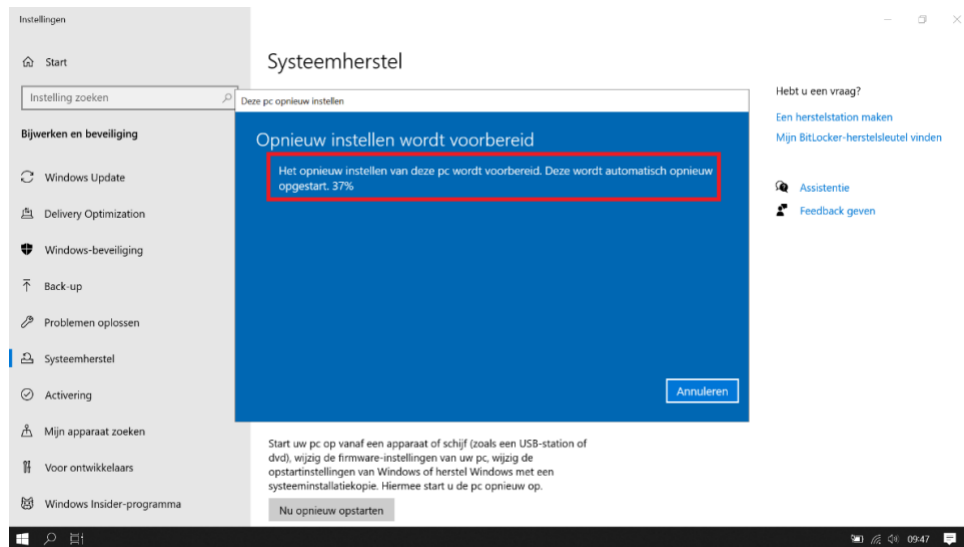 Instellingen
Start
Instelling zoeken
Bijwerken en beveiliging
Windows Update
Delivery Optimization
Windows-beveiliging
Back-up
Problemen oplossen
Systeemherstel
Activering
Mijn apparaat zoeken
Voor ontwikkelaars
Windows Insider-programma
Systeemherstel
Deze pc opnieuw instellen
Opnieuw instellen wordt voorbereid
Het opnieuw instellen van deze pc wordt voorbereid. Deze wordt automatisch opnieuw
opgestart. 37%
Annuleren
Start uw pc op vanaf een apparaat of schijf (zoals een USB-station of
dvd), wijzig de firmware-instellingen van uw pc, wijzig de
opstartinstellingen van Windows of herstel Windows met een
systeeminstallatiekopie. Hiermee start u de pc opnieuw op.
Nu opnieuw opstarten
Hebt u een vraag?
Een herstelstation maken
Mijn BitLocker-herstelsleutel vinden
Assistentie
Feedback geven
09:47